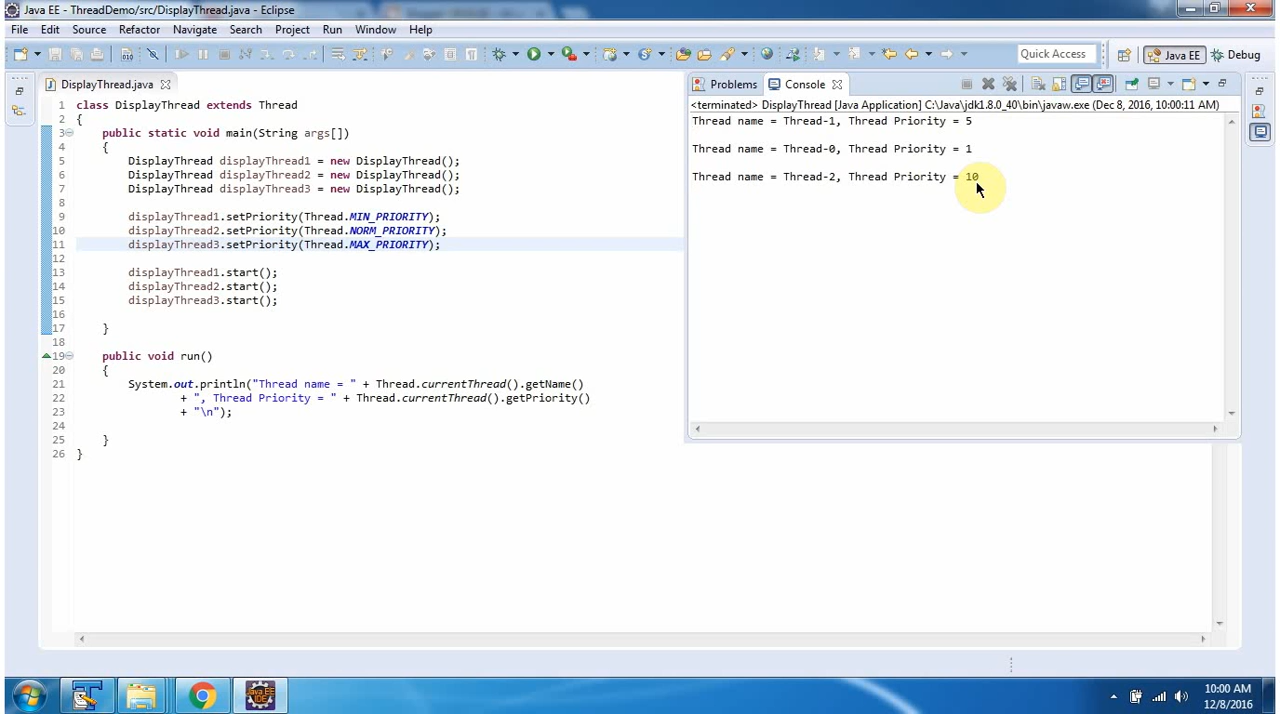 Java EE - ThreadDemo/src/DisplayThread.java - Eclipse
File Edit Source Refactor Navigate Search Project Run Window Help
Quick Access
Java EE
Debug
DisplayThread.java
1 class DisplayThread extends Thread
2 {
3 public static void main(String args[])
4 {
5 DisplayThread displayThread1 = new DisplayThread();
6 DisplayThread displayThread2 = new DisplayThread();
7 DisplayThread displayThread3 = new DisplayThread();
8
9 displayThread1.setPriority(Thread.MIN_PRIORITY);
10 displayThread2.setPriority(Thread.NORM_PRIORITY);
11 displayThread3.setPriority(Thread.MAX_PRIORITY);
12
13 displayThread1.start();
14 displayThread2.start();
15 displayThread3.start();
16
17 }
18
19 public void run()
20 {
21 System.out.println("Thread name = " + Thread.currentThread().getName()
22 + ", Thread Priority = " + Thread.currentThread().getPriority()
23 + "\n");
24
25 }
26 }
Problems Console
<terminated> DisplayThread [Java Application] C:\Java\jdk1.8.0_40\bin\javaw.exe (Dec 8, 2016, 10:00:11 AM)
Thread name = Thread-1, Thread Priority = 5
Thread name = Thread-0, Thread Priority = 1
Thread name = Thread-2, Thread Priority = 10
Java EE
IDE
10:00 AM
12/8/2016